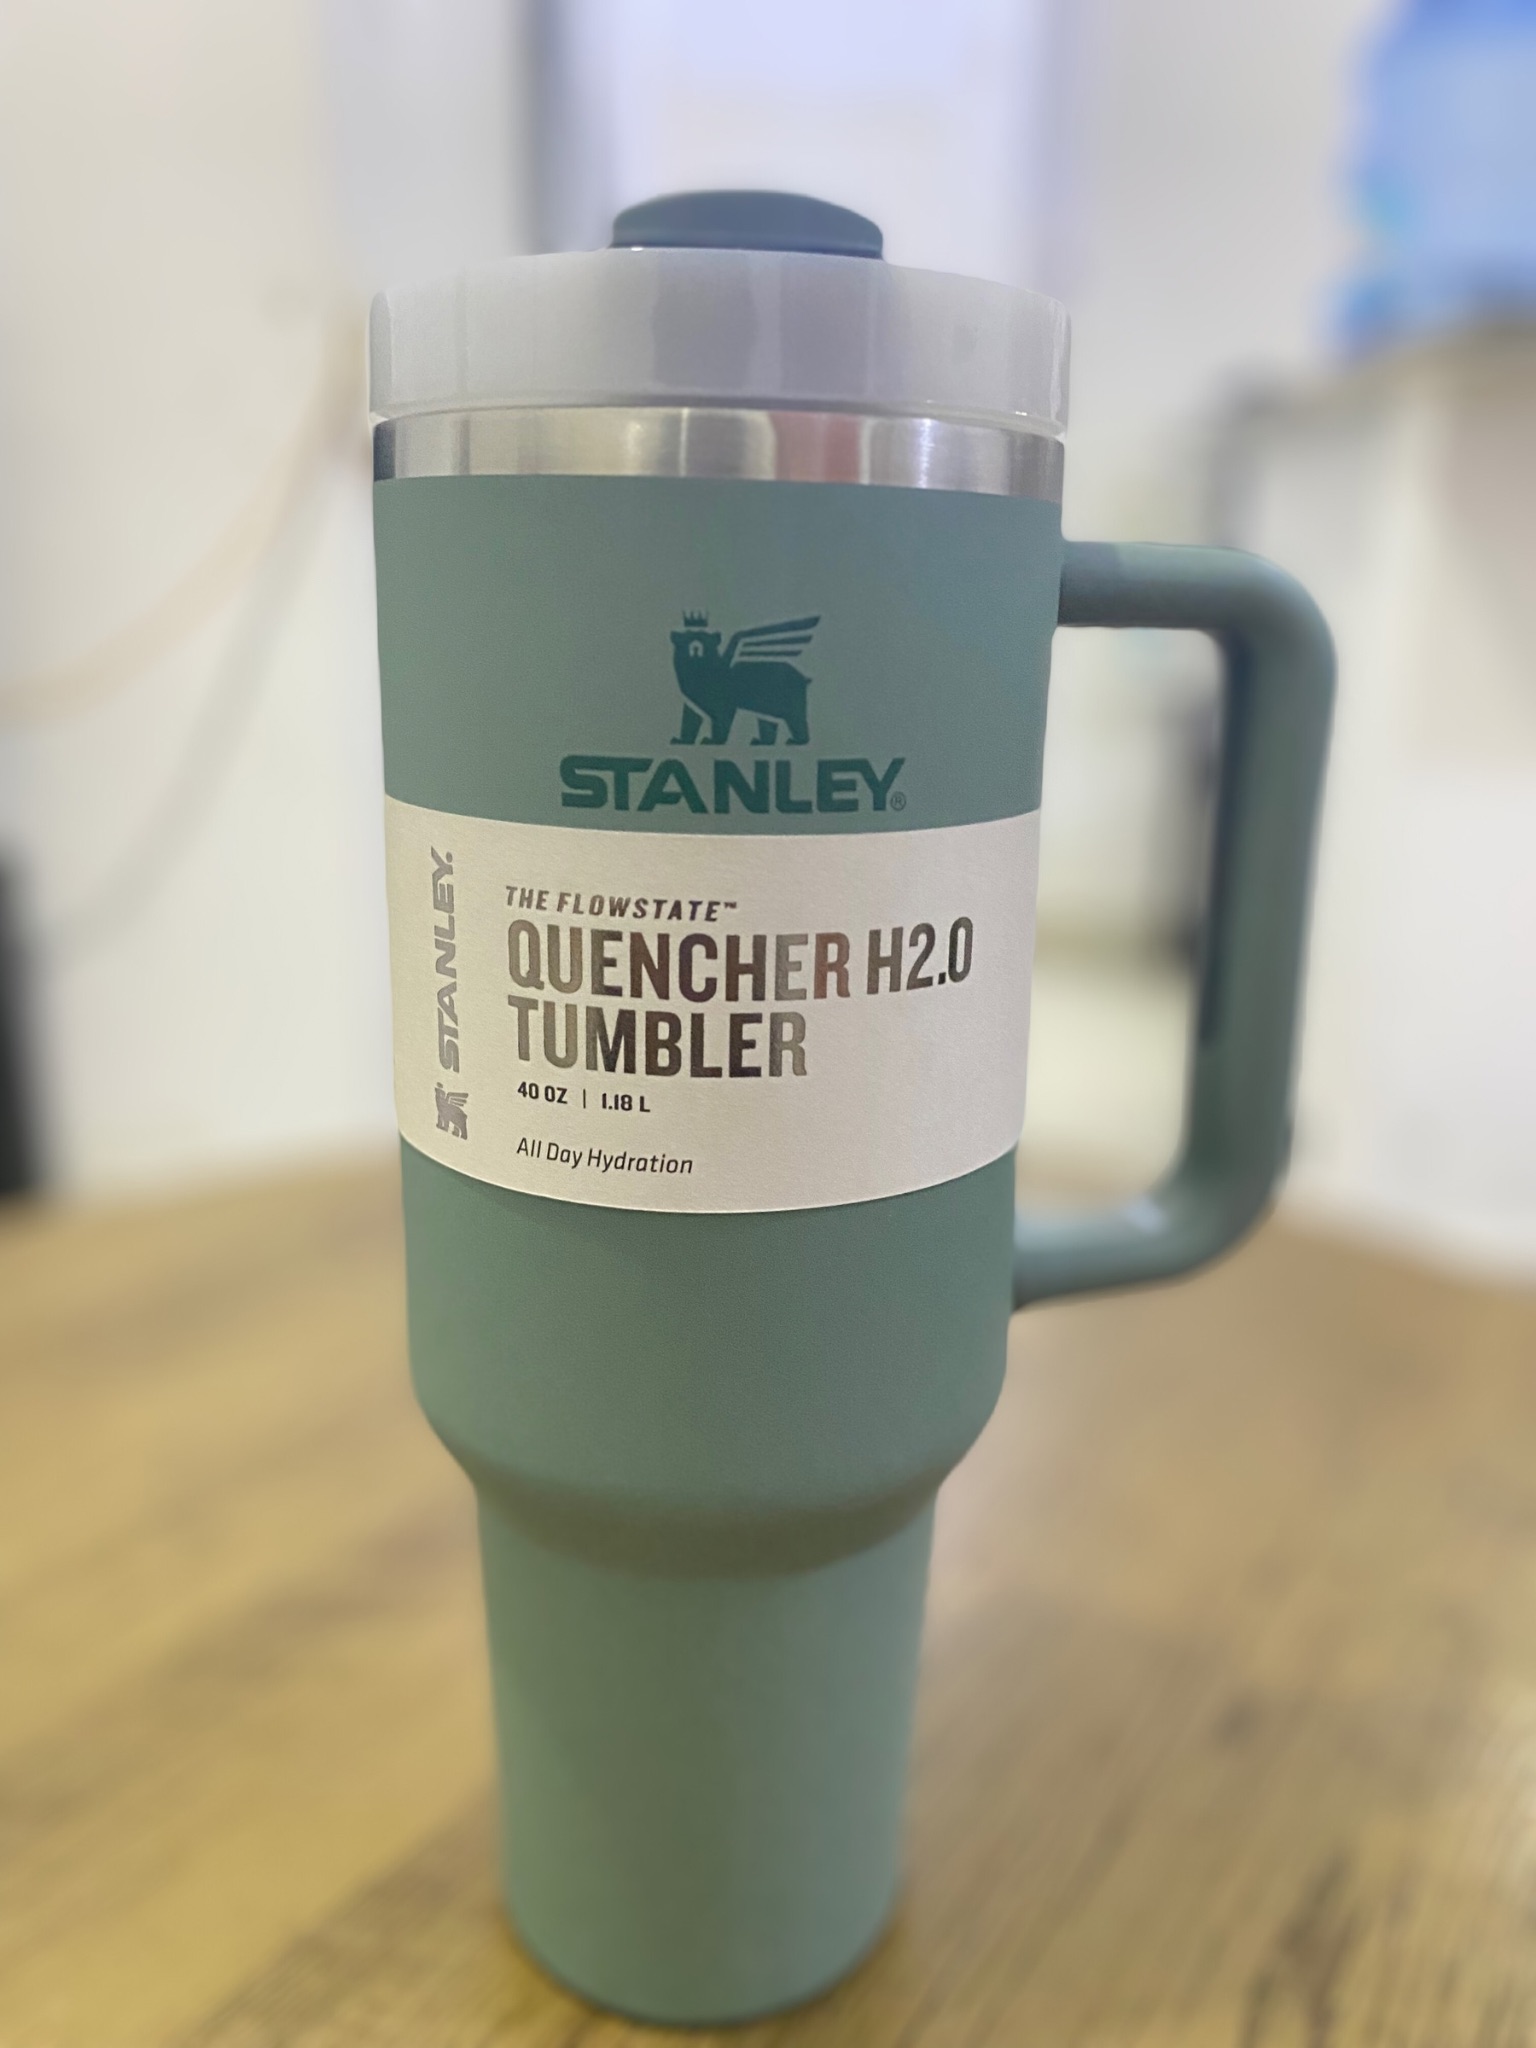 STANLEY®
STANLEY.
THE FLOWSTATE™
QUENCHER H2.0
TUMBLER
40 OZ | 1.18 L
All Day Hydration